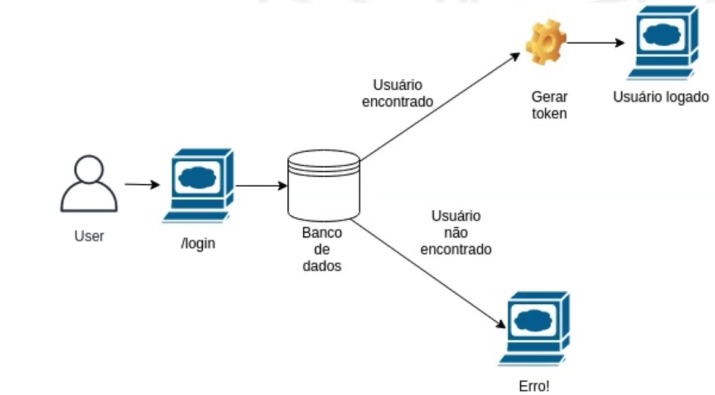 User
/login
Banco
de
dados
Usuário
encontrado
Gerar
token
Usuário logado
Usuário
não
encontrado
Erro!